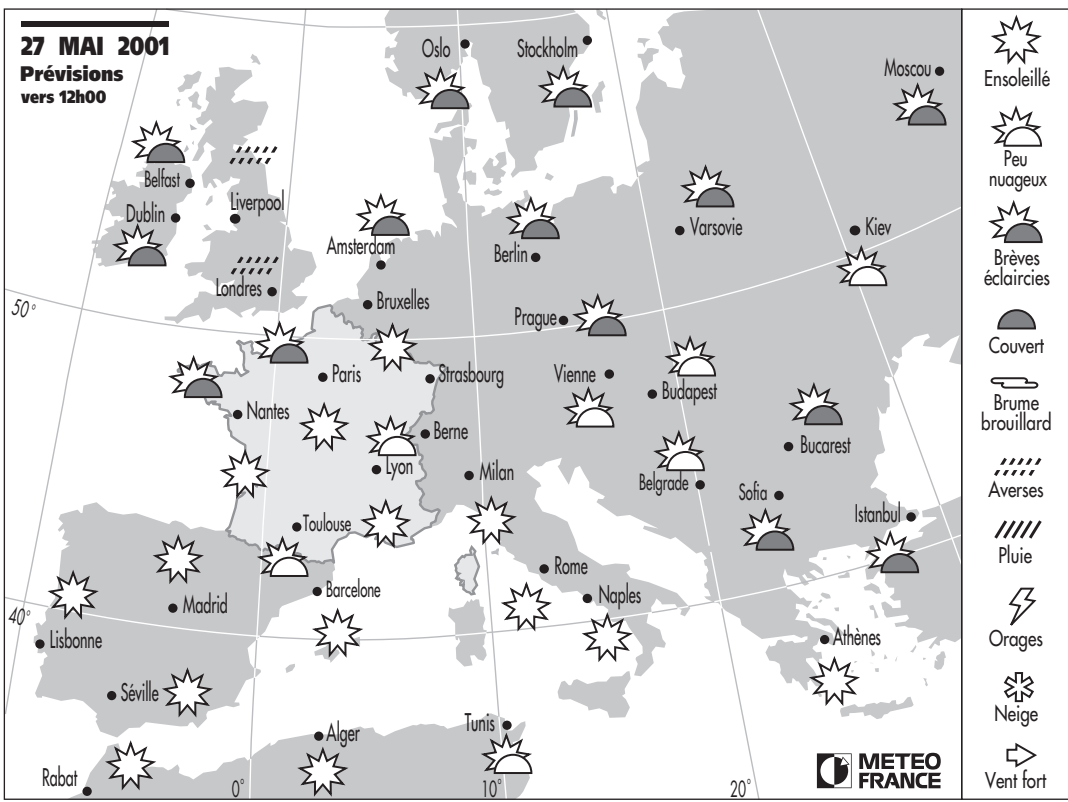 27 MAI 2001
Prévisions
vers 12h00
Oslo
Stockholm
Moscou
Belfast
Dublin
Liverpool
Londres
Amsterdam
Bruxelles
Berlin
Varsovie
Kiev
50°
Prague
Paris
Strasbourg
Vienne
Budapest
Nantes
Berne
Lyon
Milan
Bucarest
Belgrade
Sofia
Istanbul
Toulouse
Barcelone
Rome
Naples
Madrid
40°
Lisbonne
Athènes
Séville
Tunis
Alger
Rabat
0°
10°
20°
METEO
FRANCE
Ensoleillé
Peu
nuageux
Brèves
éclaircies
Couvert
Brume
brouillard
Averses
Pluie
Orages
Neige
Vent fort